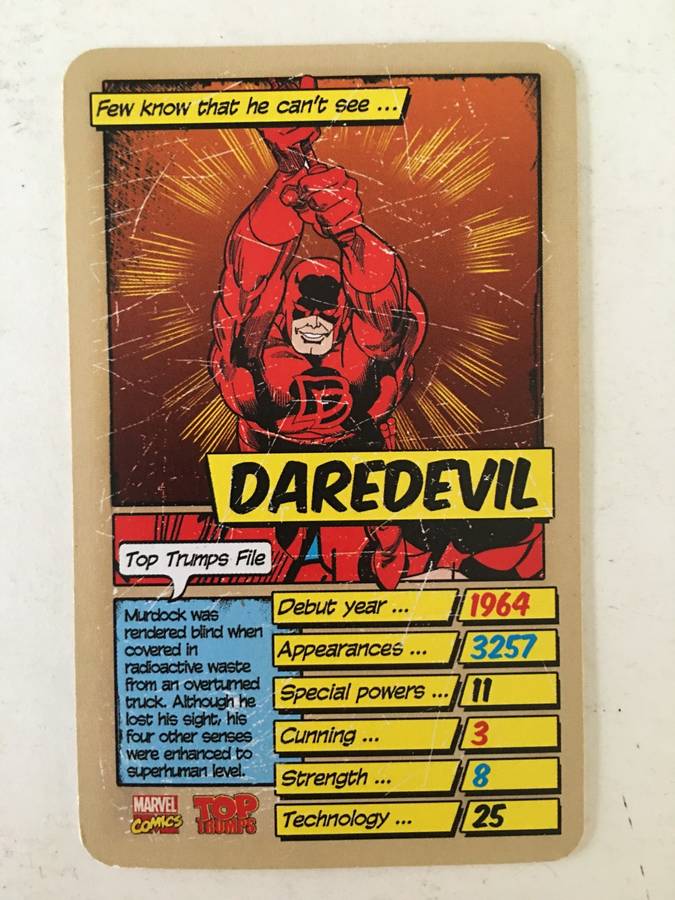 Few know that he can't see ...
DD
DAREDEVIL
Top Trumps File
Murdock was
rendered blind when
covered in
radioactive waste
from an overturned
truck. Although he
lost his sight, his
four other senses
were enhanced to
superhuman level.
Debut year ... 1964
Appearances ... 3257
Special powers ... 11
Cunning ... 3
Strength ... 8
Technology ... 25
MARVEL
COMICS
TOP
TRUMPS